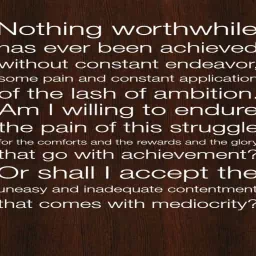 Nothing worthwhile
has ever been achieved
without constant endeavor,
some pain and constant application
of the lash of ambition.
Am I willing to endure
the pain of this struggle
for the comforts and the rewards and the glory
that go with achievement?
Or shall I accept the
uneasy and inadequate contentment
that comes with mediocrity?